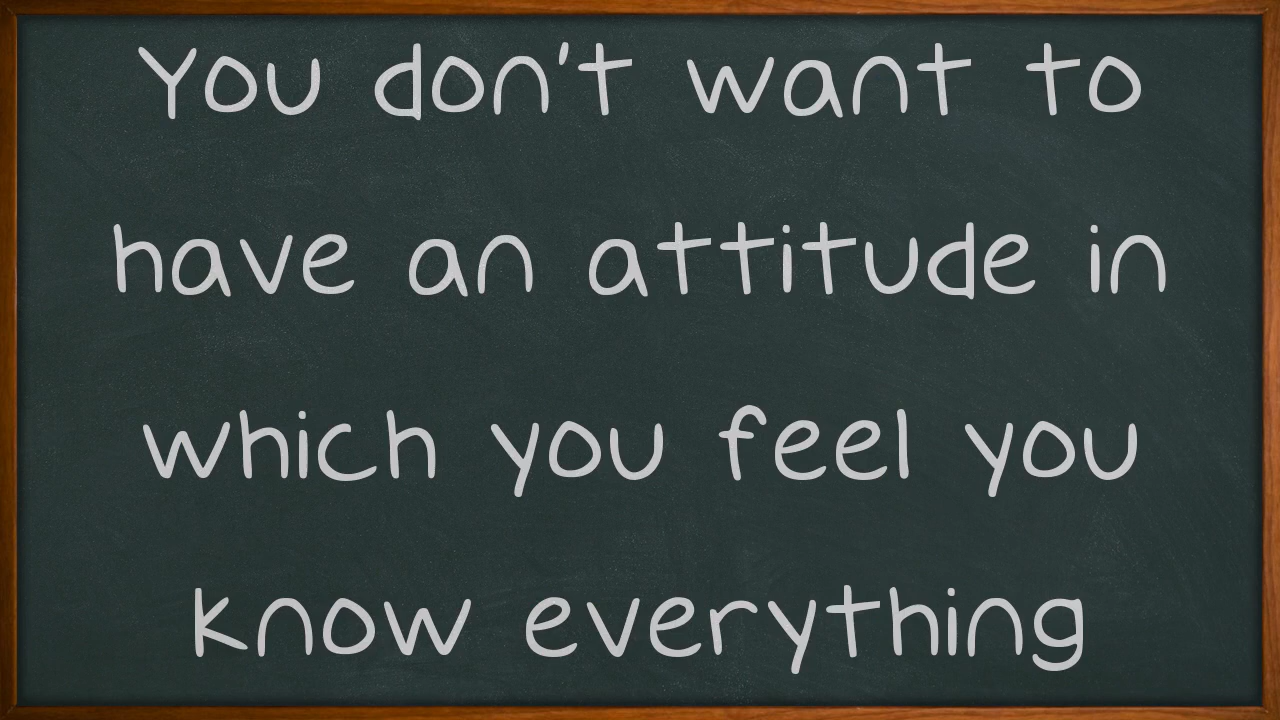 You don't want to
have an attitude in
which you feel you
know everything